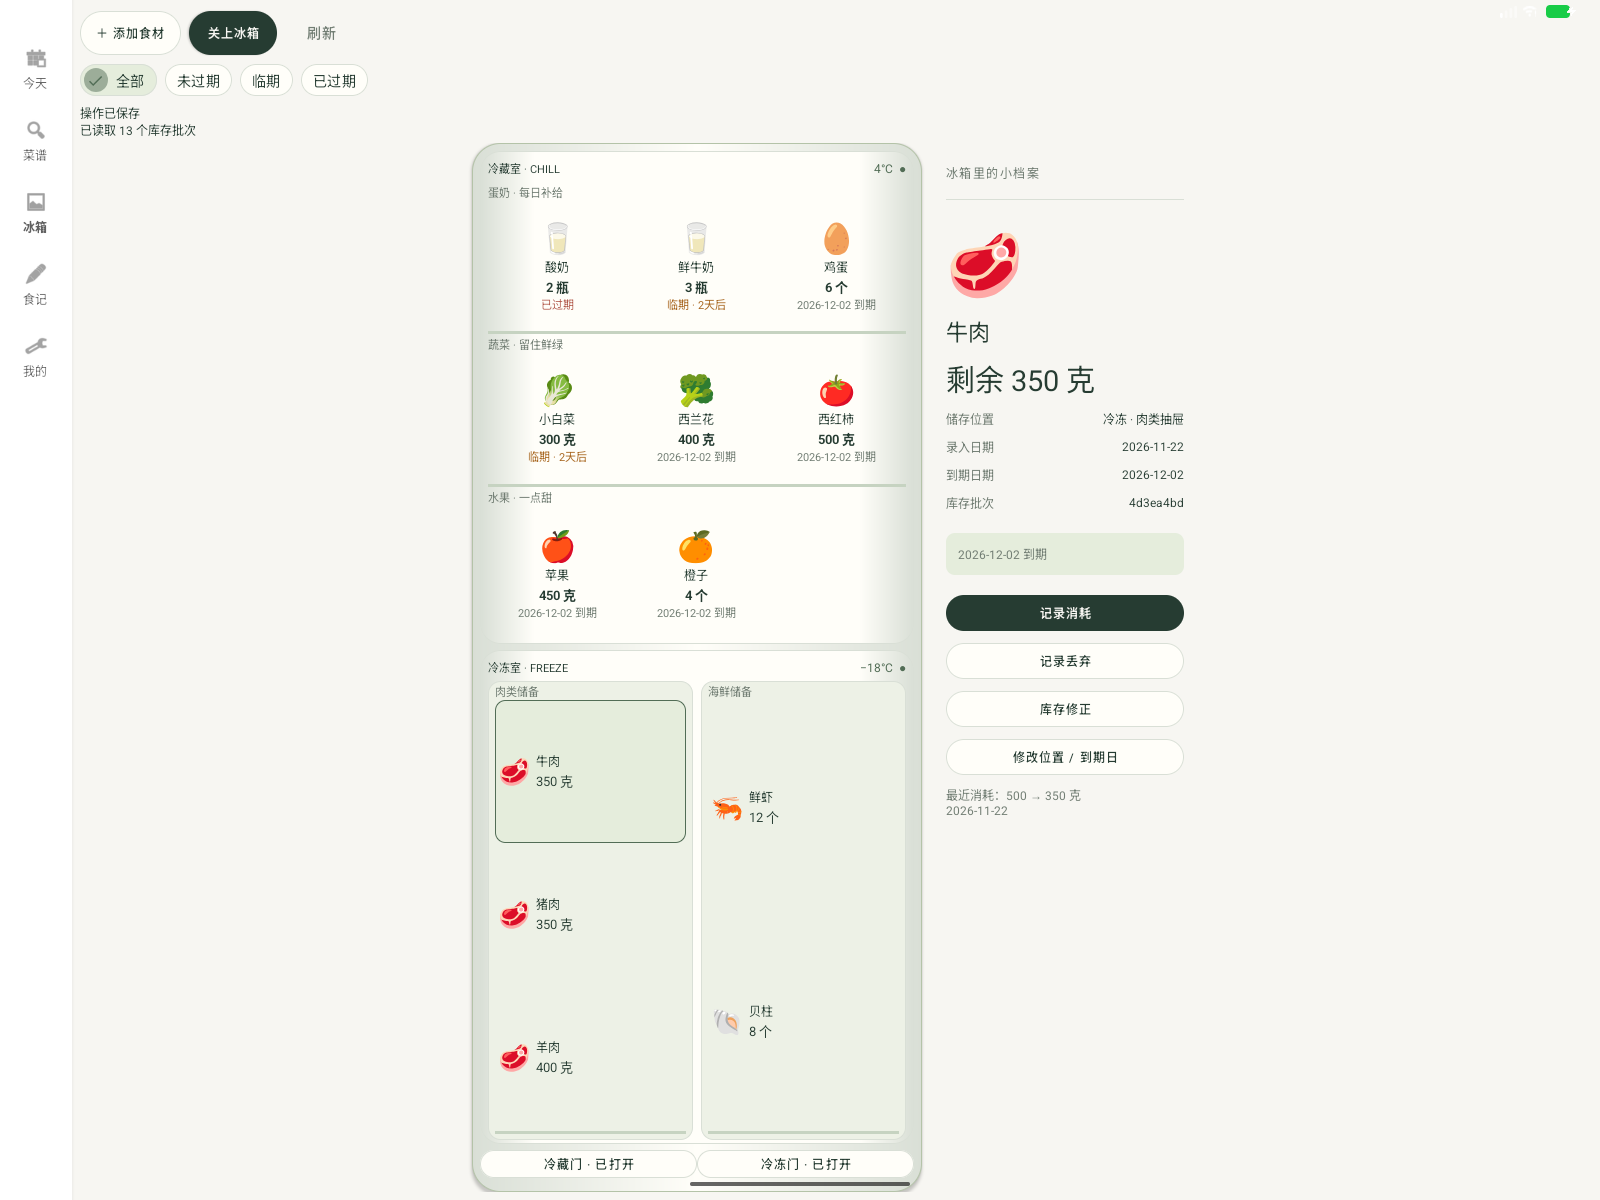 + 添加食材
关上冰箱
刷新
全部
未过期
临期
已过期
操作已保存
已读取 13 个库存批次
今天
菜谱
冰箱
食记
我的
冷藏室 · CHILL
4°C
蛋奶 · 每日补给
酸奶
2 瓶
已过期
鲜牛奶
3 瓶
临期 · 2天后
鸡蛋
6 个
2026-12-02 到期
蔬菜 · 留住鲜绿
小白菜
300 克
临期 · 2天后
西兰花
400 克
2026-12-02 到期
西红柿
500 克
2026-12-02 到期
水果 · 一点甜
苹果
450 克
2026-12-02 到期
橙子
4 个
2026-12-02 到期
冷冻室 · FREEZE
−18°C
肉类储备
牛肉
350 克
猪肉
350 克
羊肉
400 克
海鲜储备
鲜虾
12 个
贝柱
8 个
冷藏门 · 已打开
冷冻门 · 已打开
冰箱里的小档案
牛肉
剩余 350 克
储存位置 冷冻 · 肉类抽屉
录入日期 2026-11-22
到期日期 2026-12-02
库存批次 4d3ea4bd
2026-12-02 到期
记录消耗
记录丢弃
库存修正
修改位置 / 到期日
最近消耗：500 → 350 克
2026-11-22